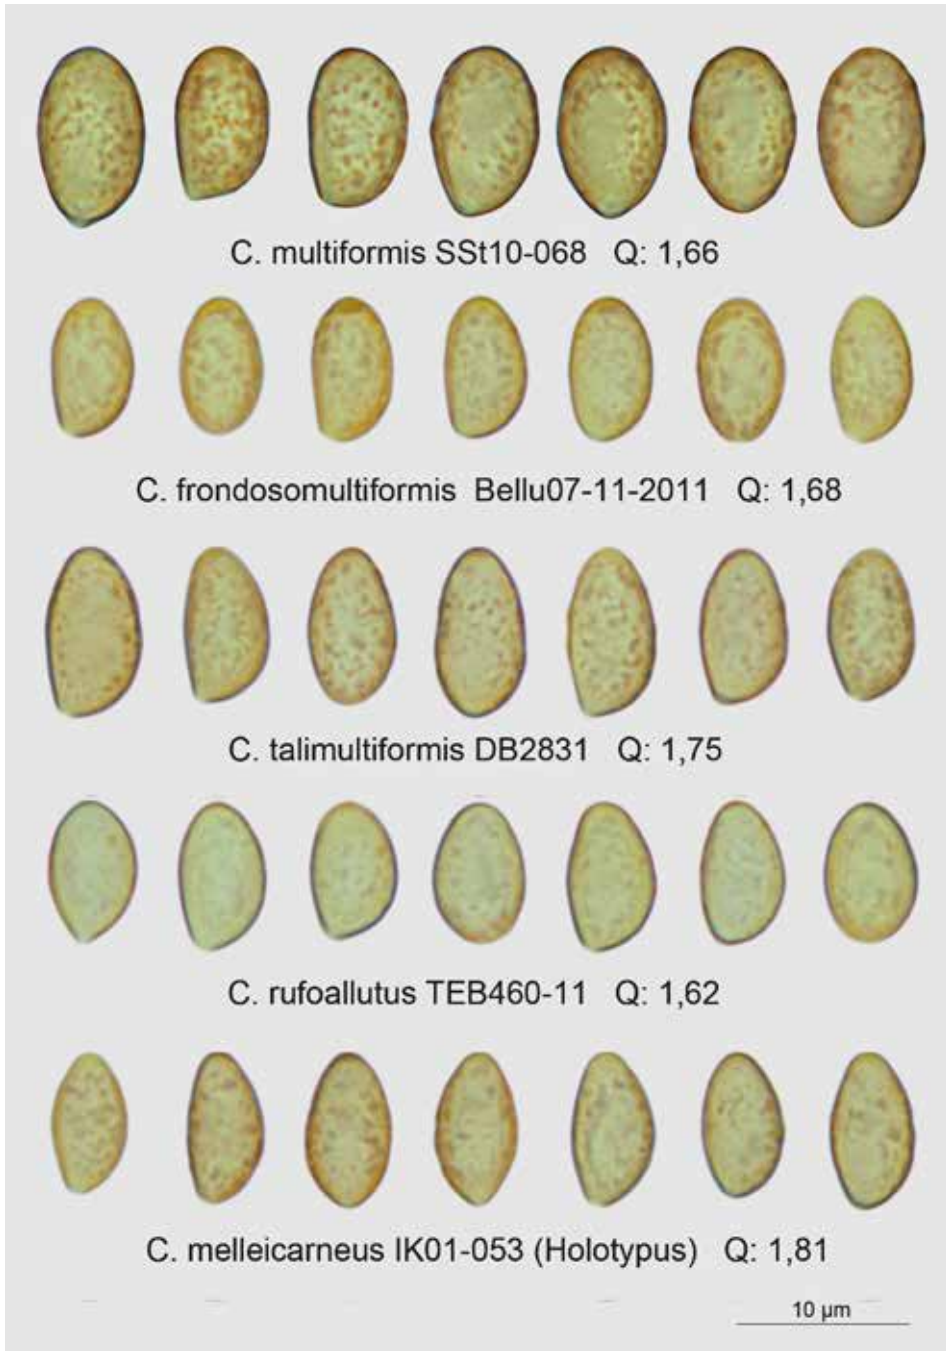 C. multiformis SSt10-068 Q: 1,66
C. frondosomultiformis Bellu07-11-2011 Q: 1,68
C. talimultiformis DB2831 Q: 1,75
C. rufoallutus TEB460-11 Q: 1,62
C. melleicarneus IK01-053 (Holotypus) Q: 1,81
10 µm